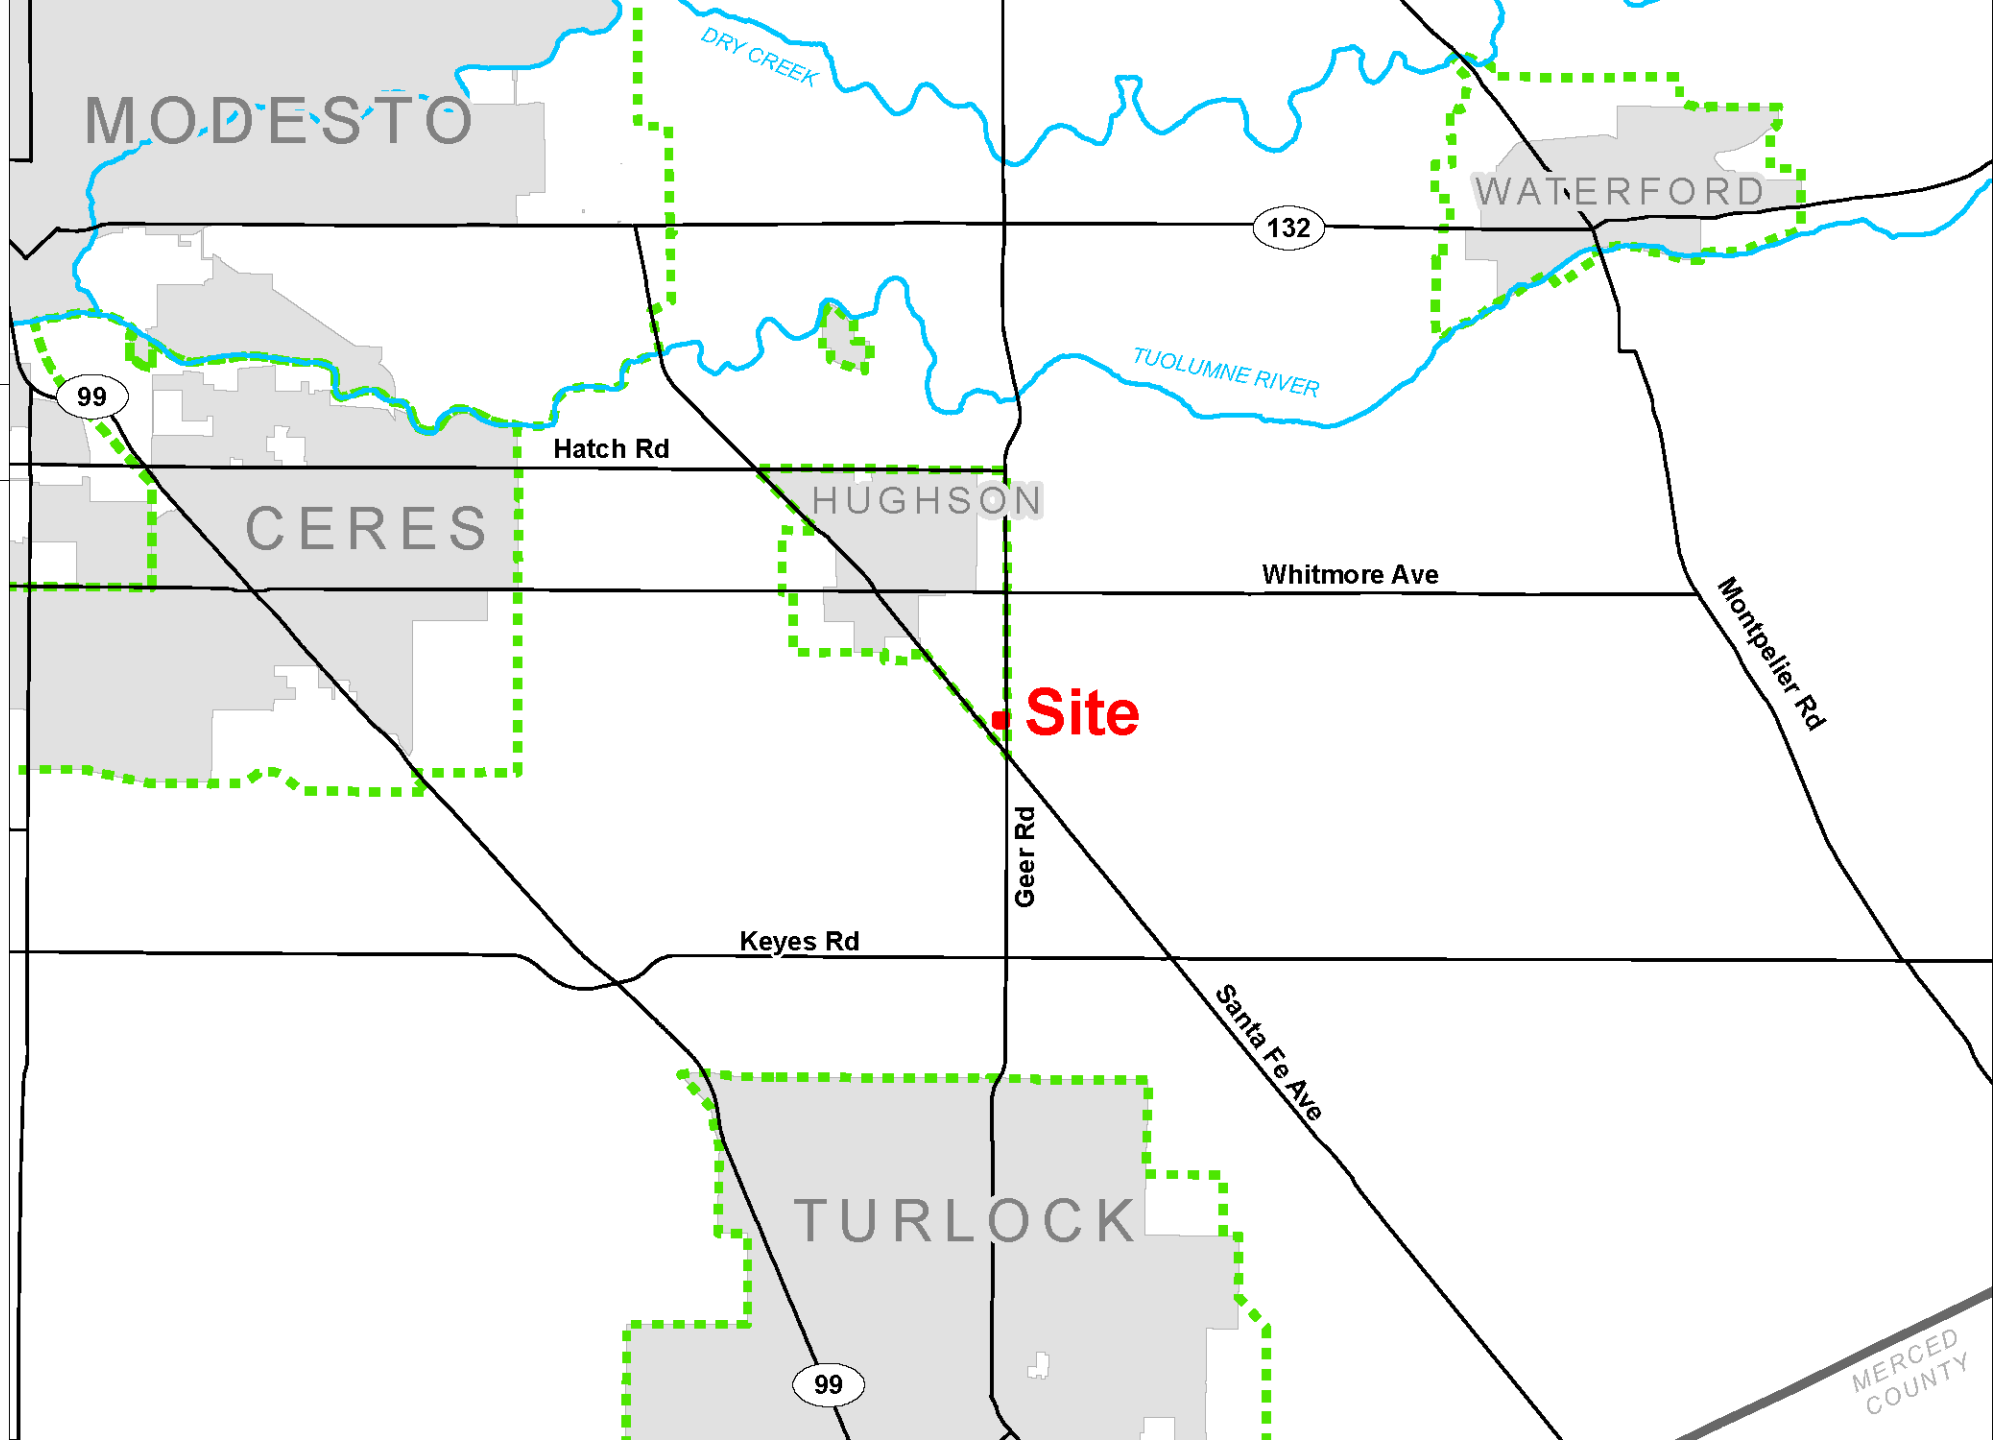 DRY CREEK
MODESTO
WATERFORD
132
TUOLUMNE RIVER
99
Hatch Rd
HUGHSON
CERES
Whitmore Ave
Montpelier Rd
Site
Geer Rd
Keyes Rd
Santa Fe Ave
TURLOCK
99
MERCED
COUNTY